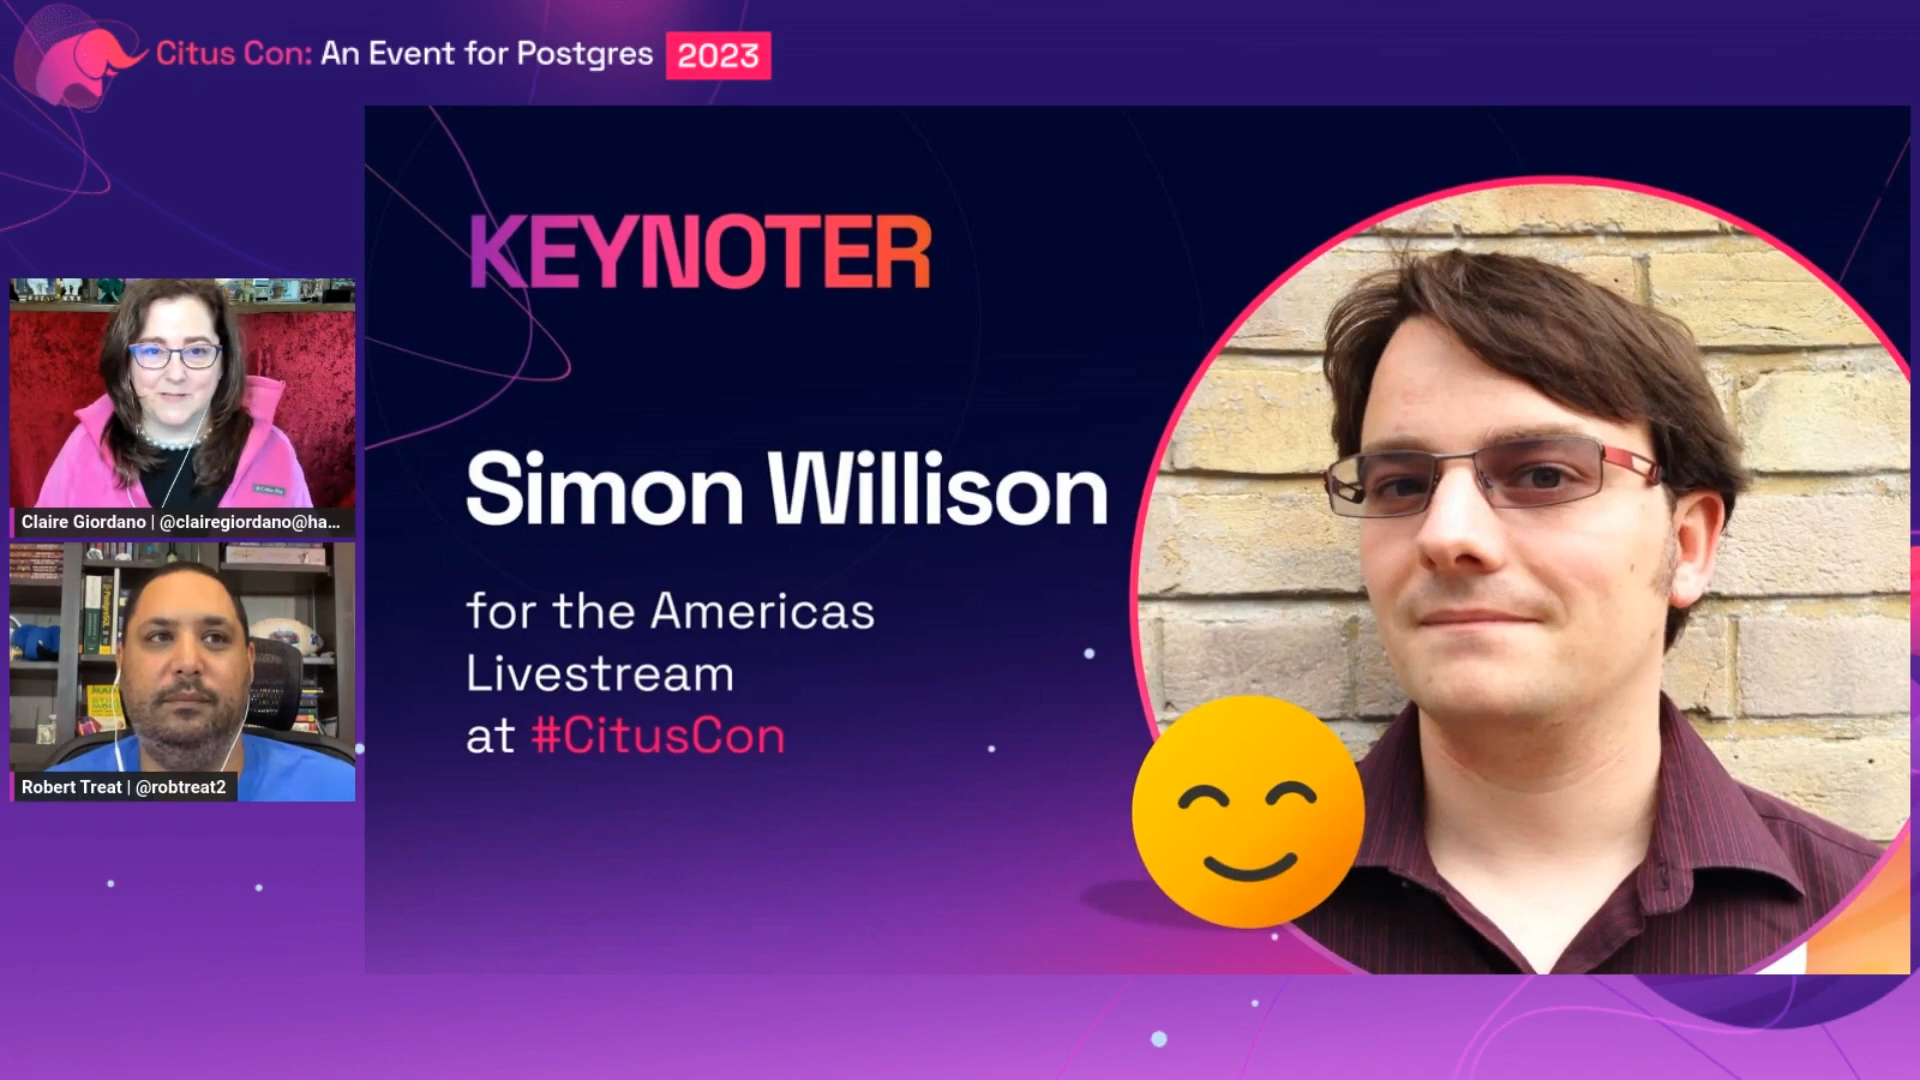 Citus Con: An Event for Postgres 2023
KEYNOTER
Simon Willison
for the Americas
Livestream
at #CitusCon
Claire Giordano | @clairegiordano@ha...
Robert Treat | @robtreat2